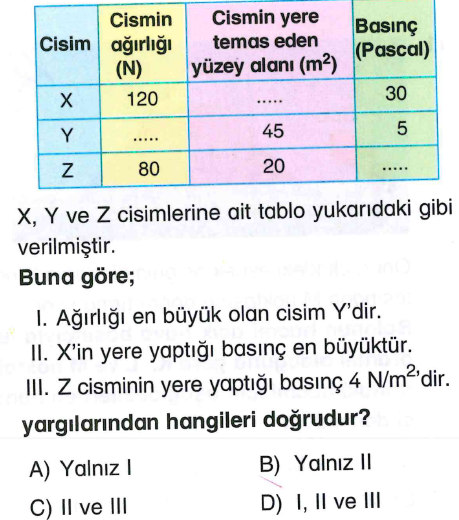 Cisim | Cismin ağırlığı (N) | Cismin yere temas eden yüzey alanı (m²) | Basınç (Pascal)
X | 120 | ..... | 30
Y | ..... | 45 | 5
Z | 80 | 20 | .....
X, Y ve Z cisimlerine ait tablo yukarıdaki gibi
verilmiştir.
Buna göre;
I. Ağırlığı en büyük olan cisim Y'dir.
II. X'in yere yaptığı basınç en büyüktür.
III. Z cisminin yere yaptığı basınç 4 N/m²'dir.
yargılarından hangileri doğrudur?
A) Yalnız I B) Yalnız II
C) II ve III D) I, II ve III